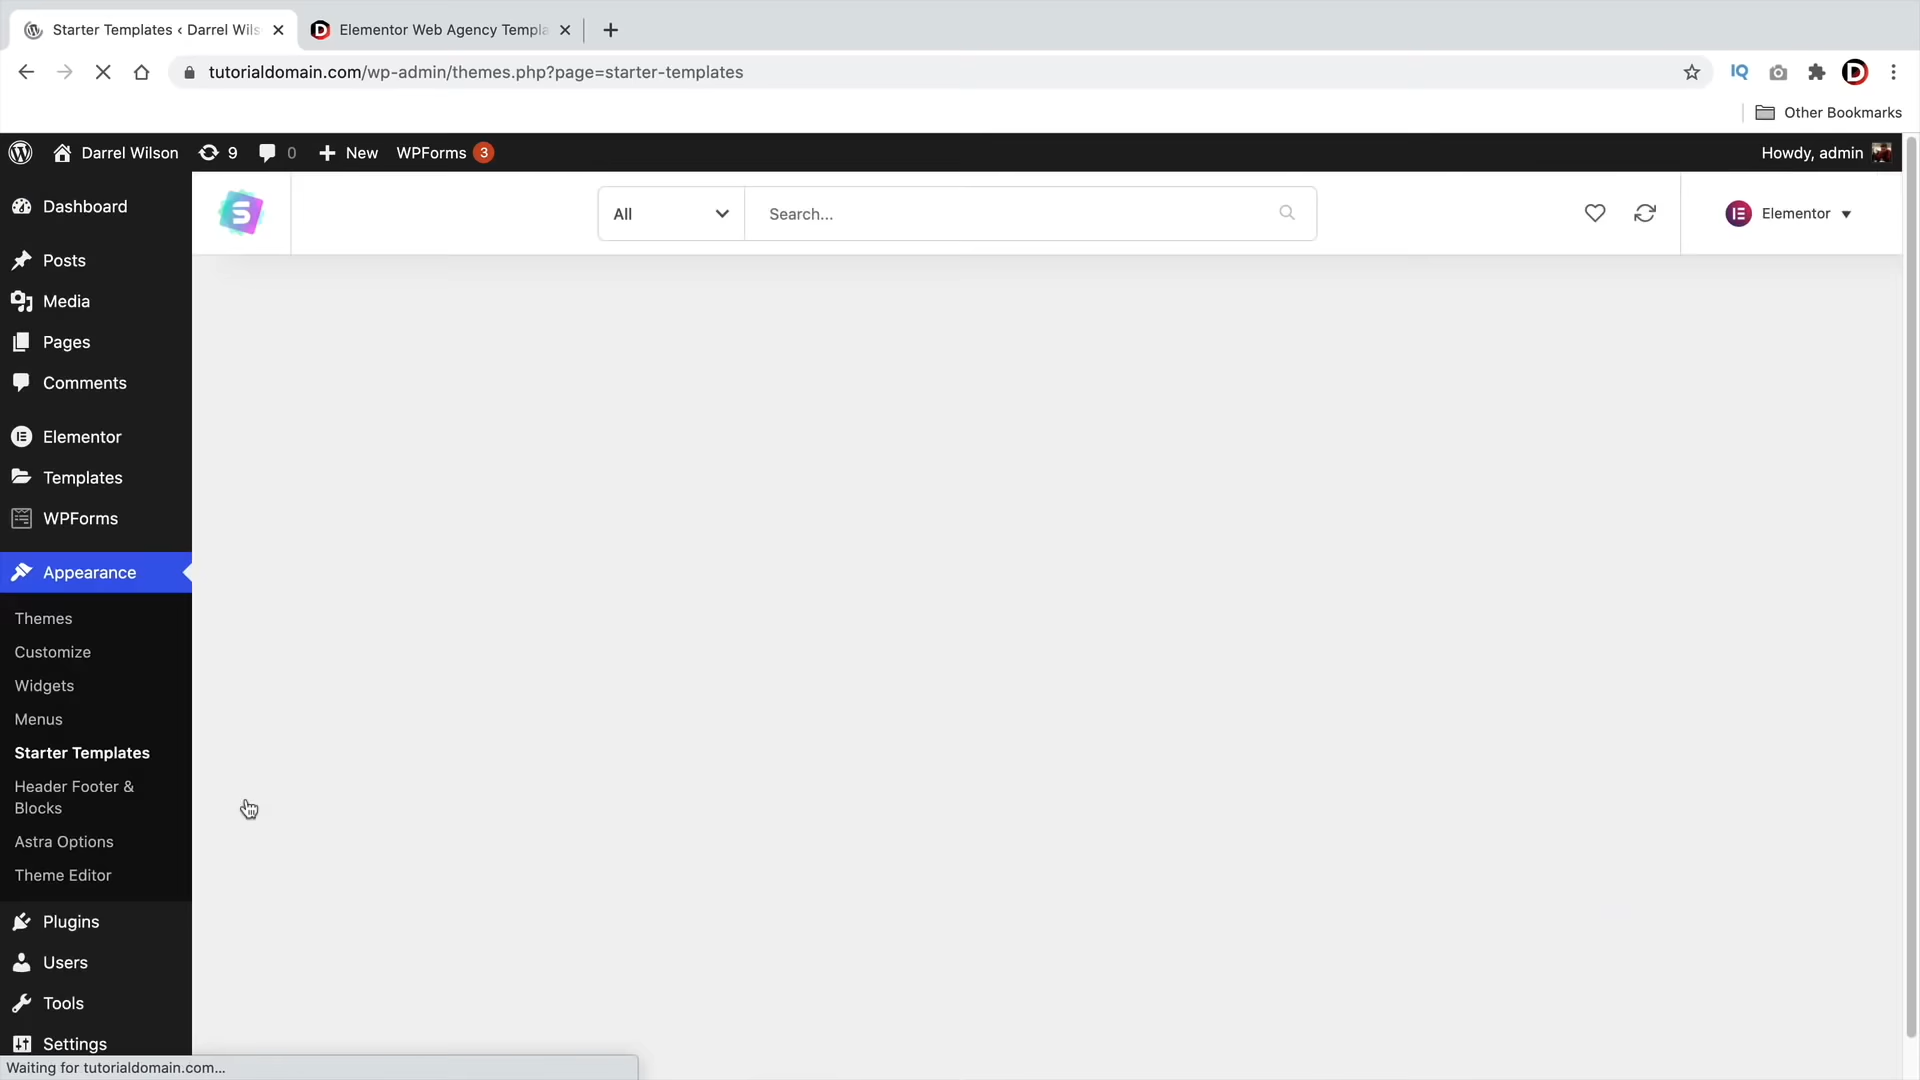 Starter Templates ‹ Darrel Wils
Elementor Web Agency Templa
tutorialdomain.com/wp-admin/themes.php?page=starter-templates
IQ
D
Other Bookmarks
Darrel Wilson
9
0
New
WPForms 3
Howdy, admin
Dashboard
S
All
Search...
Elementor
Posts
Media
Pages
Comments
Elementor
Templates
WPForms
Appearance
Themes
Customize
Widgets
Menus
Starter Templates
Header Footer &
Blocks
Astra Options
Theme Editor
Plugins
Users
Tools
Settings
Waiting for tutorialdomain.com...